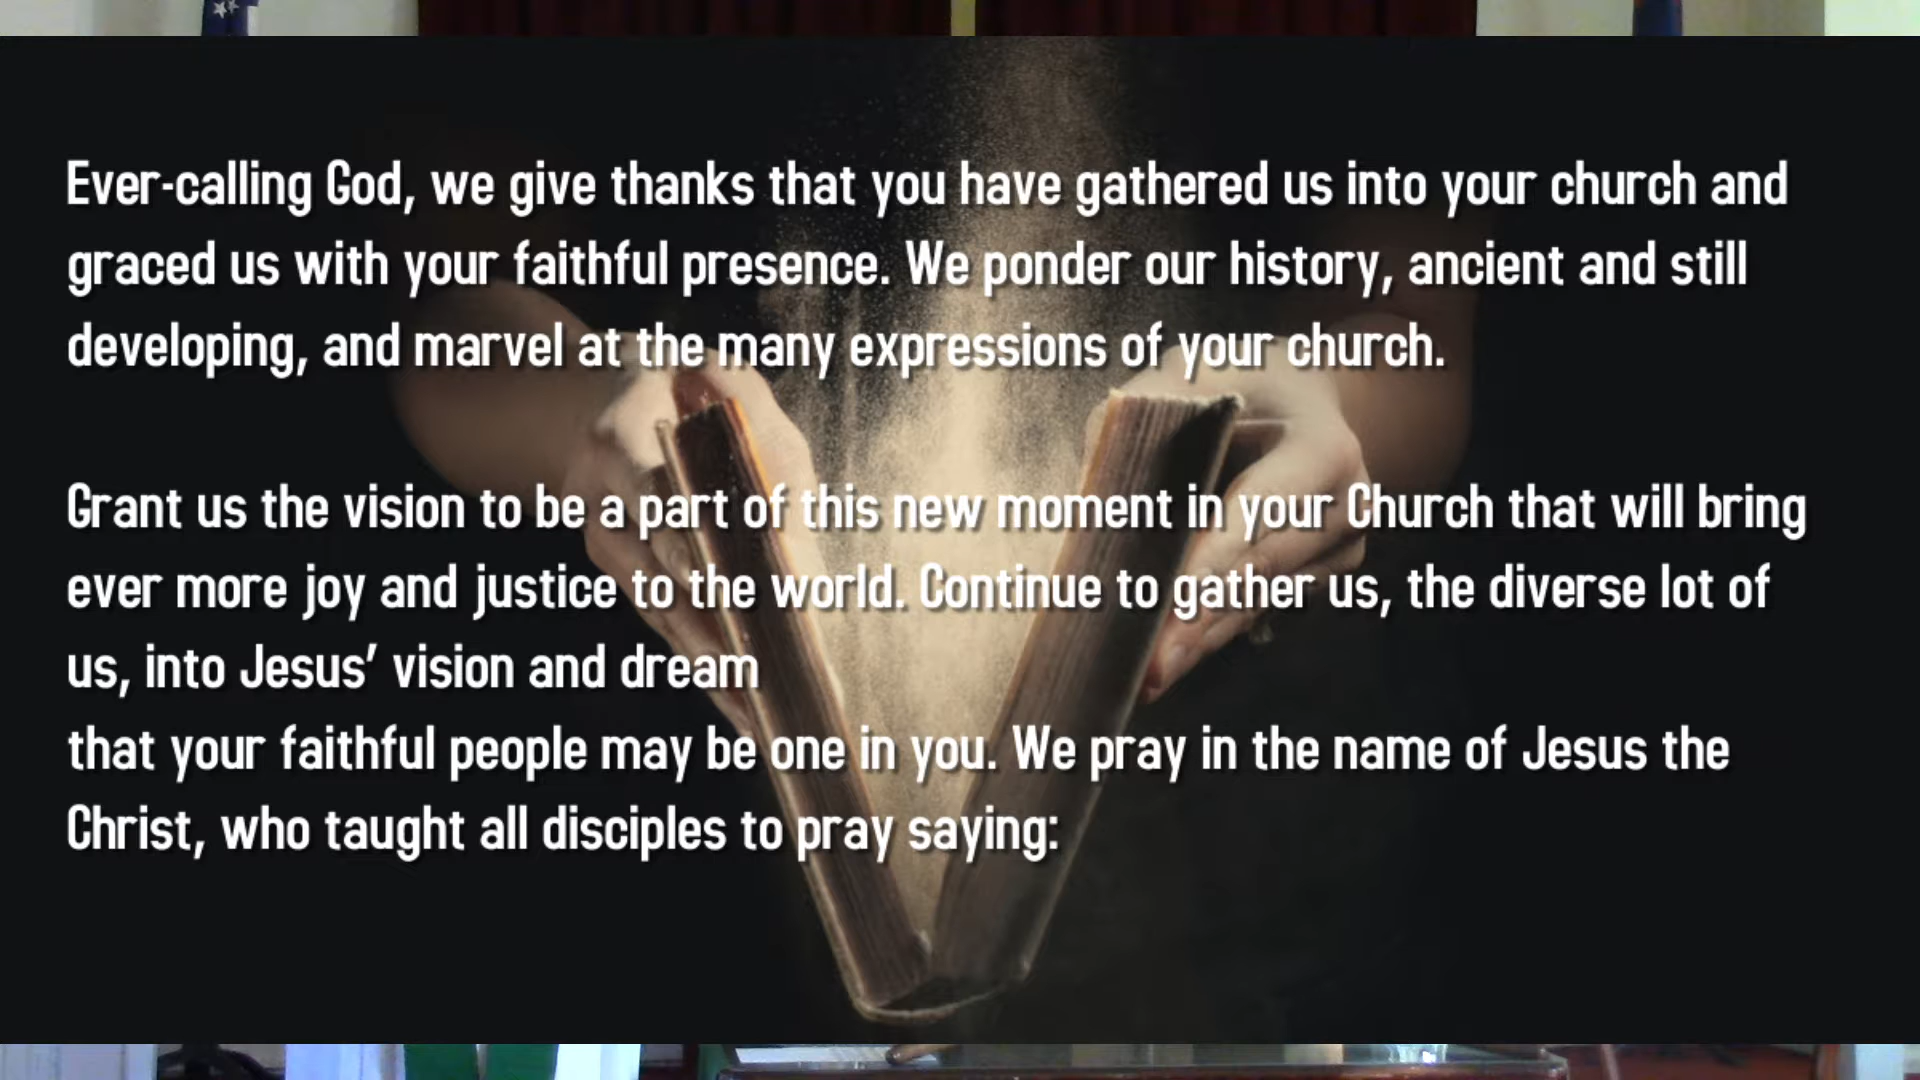 Ever-calling God, we give thanks that you have gathered us into your church and
graced us with your faithful presence. We ponder our history, ancient and still
developing, and marvel at the many expressions of your church.
Grant us the vision to be a part of this new moment in your Church that will bring
ever more joy and justice to the world. Continue to gather us, the diverse lot of
us, into Jesus’ vision and dream
that your faithful people may be one in you. We pray in the name of Jesus the
Christ, who taught all disciples to pray saying: